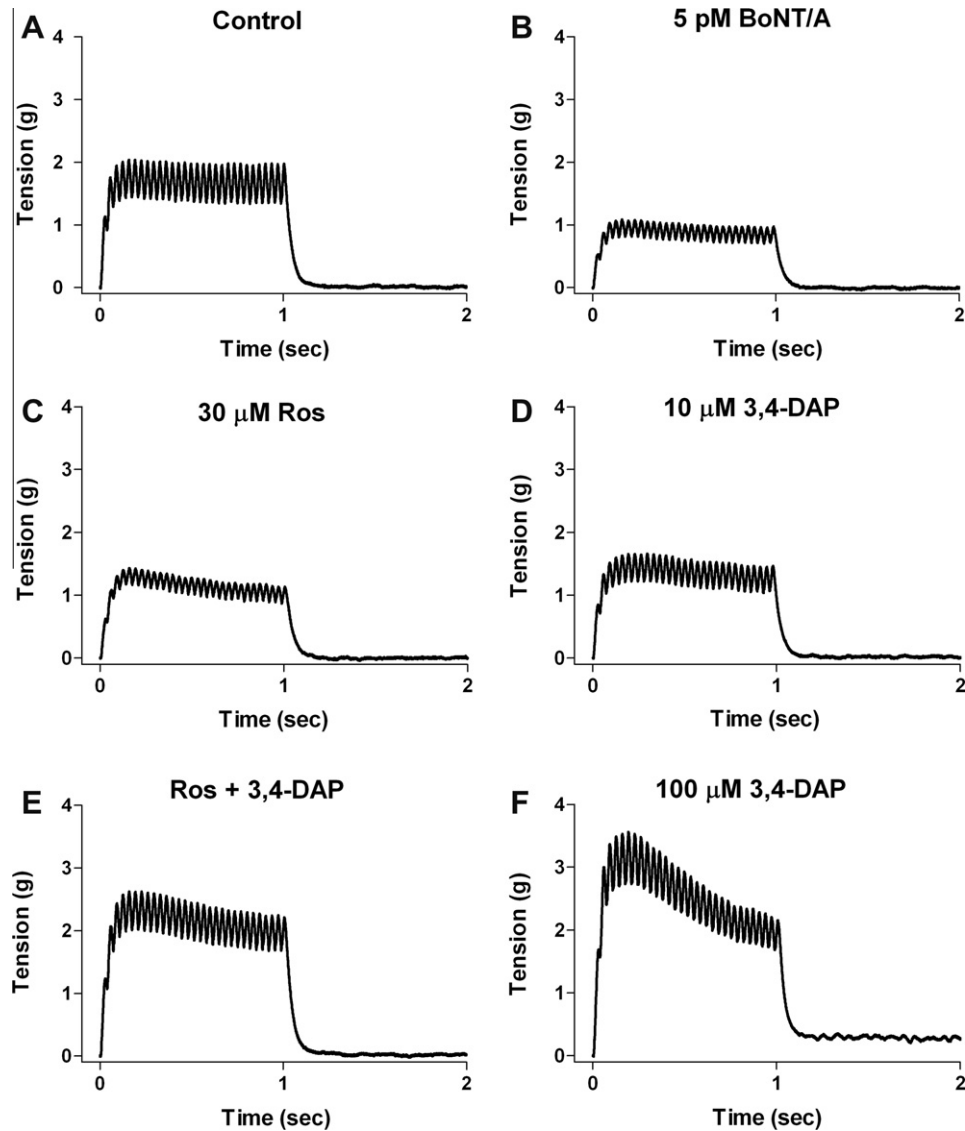 A
Control
4
3
2
1
0
Tension (g)
0
1
2
Time (sec)
B
5 pM BoNT/A
4
3
2
1
0
Tension (g)
0
1
2
Time (sec)
C
30 μM Ros
4
3
2
1
0
Tension (g)
0
1
2
Time (sec)
D
10 μM 3,4-DAP
4
3
2
1
0
Tension (g)
0
1
2
Time (sec)
E
Ros + 3,4-DAP
4
3
2
1
0
Tension (g)
0
1
2
Time (sec)
F
100 μM 3,4-DAP
4
3
2
1
0
Tension (g)
0
1
2
Time (sec)